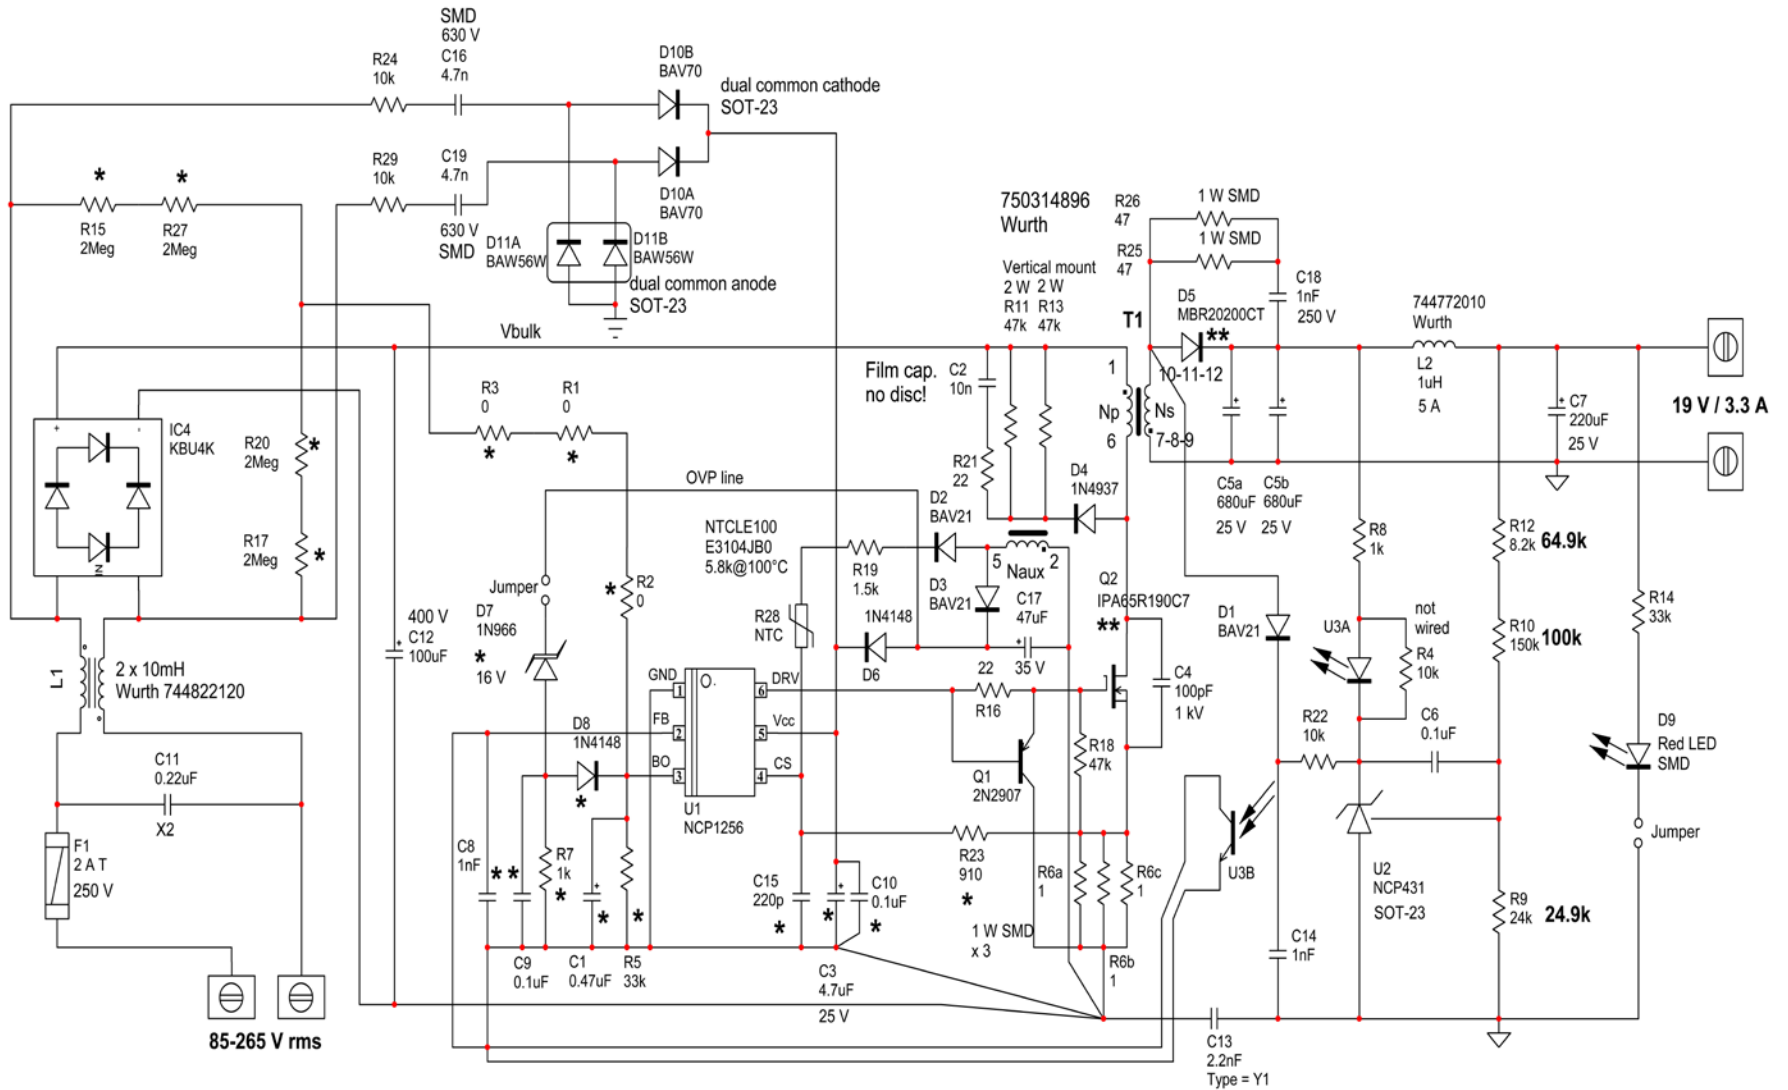 SMD
630 V
C16
4.7n
R24
10k
D10B
BAV70
dual common cathode
SOT-23
R29
10k
C19
4.7n
630 V
SMD
D10A
BAV70
*
*
R15
2Meg
R27
2Meg
D11A
BAW56W
D11B
BAW56W
dual common anode
SOT-23
750314896
Wurth
R26
47
1 W SMD
R25
47
1 W SMD
Vertical mount
2 W
2 W
R11
47k
R13
47k
C18
1nF
250 V
D5
MBR20200CT
**
744772010
Wurth
L2
1uH
5 A
T1
Vbulk
Film cap.
no disc!
C2
10n
1
Np
6
10-11-12
Ns
7-8-9
R3
0
R1
0
*
*
IC4
KBU4K
+
-
IN
R20
2Meg
*
R17
2Meg
*
R21
22
D4
1N4937
C5a
680uF
25 V
C5b
680uF
25 V
C7
220uF
25 V
19 V / 3.3 A
OVP line
D2
BAV21
NTCLE100
E3104JB0
5.8k@100°C
R19
1.5k
5
2
Naux
D3
BAV21
C17
47uF
35 V
Q2
IPA65R190C7
**
R8
1k
R12
8.2k
64.9k
Jumper
R2
0
*
D7
1N966
*
16 V
R28
NTC
1N4148
D6
D1
BAV21
U3A
not
wired
R4
10k
R10
150k
100k
R14
33k
400 V
C12
100uF
L1
2 x 10mH
Wurth 744822120
GND
1
FB
2
BO
3
6
DRV
5
Vcc
4
CS
U1
NCP1256
22
R16
C4
100pF
1 kV
D8
1N4148
*
Q1
2N2907
R18
47k
R22
10k
C6
0.1uF
D9
Red LED
SMD
C11
0.22uF
X2
F1
2 A T
250 V
C8
1nF
*
*
R7
1k
*
*
*
C15
220p
*
*
C10
0.1uF
*
R23
910
*
R6a
1
R6c
1
U3B
U2
NCP431
SOT-23
Jumper
R9
24k
24.9k
1 W SMD
x 3
R6b
1
C9
0.1uF
C1
0.47uF
R5
33k
C3
4.7uF
25 V
C14
1nF
C13
2.2nF
Type = Y1
85-265 V rms